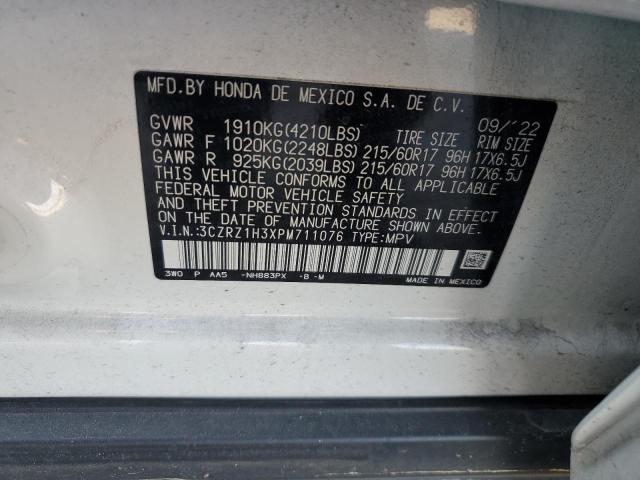 MFD.BY HONDA DE MEXICO S.A. DE C.V.
09/'22
GVWR 1910KG(4210LBS) TIRE SIZE RIM SIZE
GAWR F 1020KG(2248LBS) 215/60R17 96H 17X6.5J
GAWR R 925KG(2039LBS) 215/60R17 96H 17X6.5J
THIS VEHICLE CONFORMS TO ALL APPLICABLE
FEDERAL MOTOR VEHICLE SAFETY
AND THEFT PREVENTION STANDARDS IN EFFECT
ON THE DATE OF MANUFACTURE SHOWN ABOVE.
V.I.N.:3CZRZ1H3XPM711076 TYPE:MPV
3W0 P AA5 -NH883PX -B -M MADE IN MEXICO